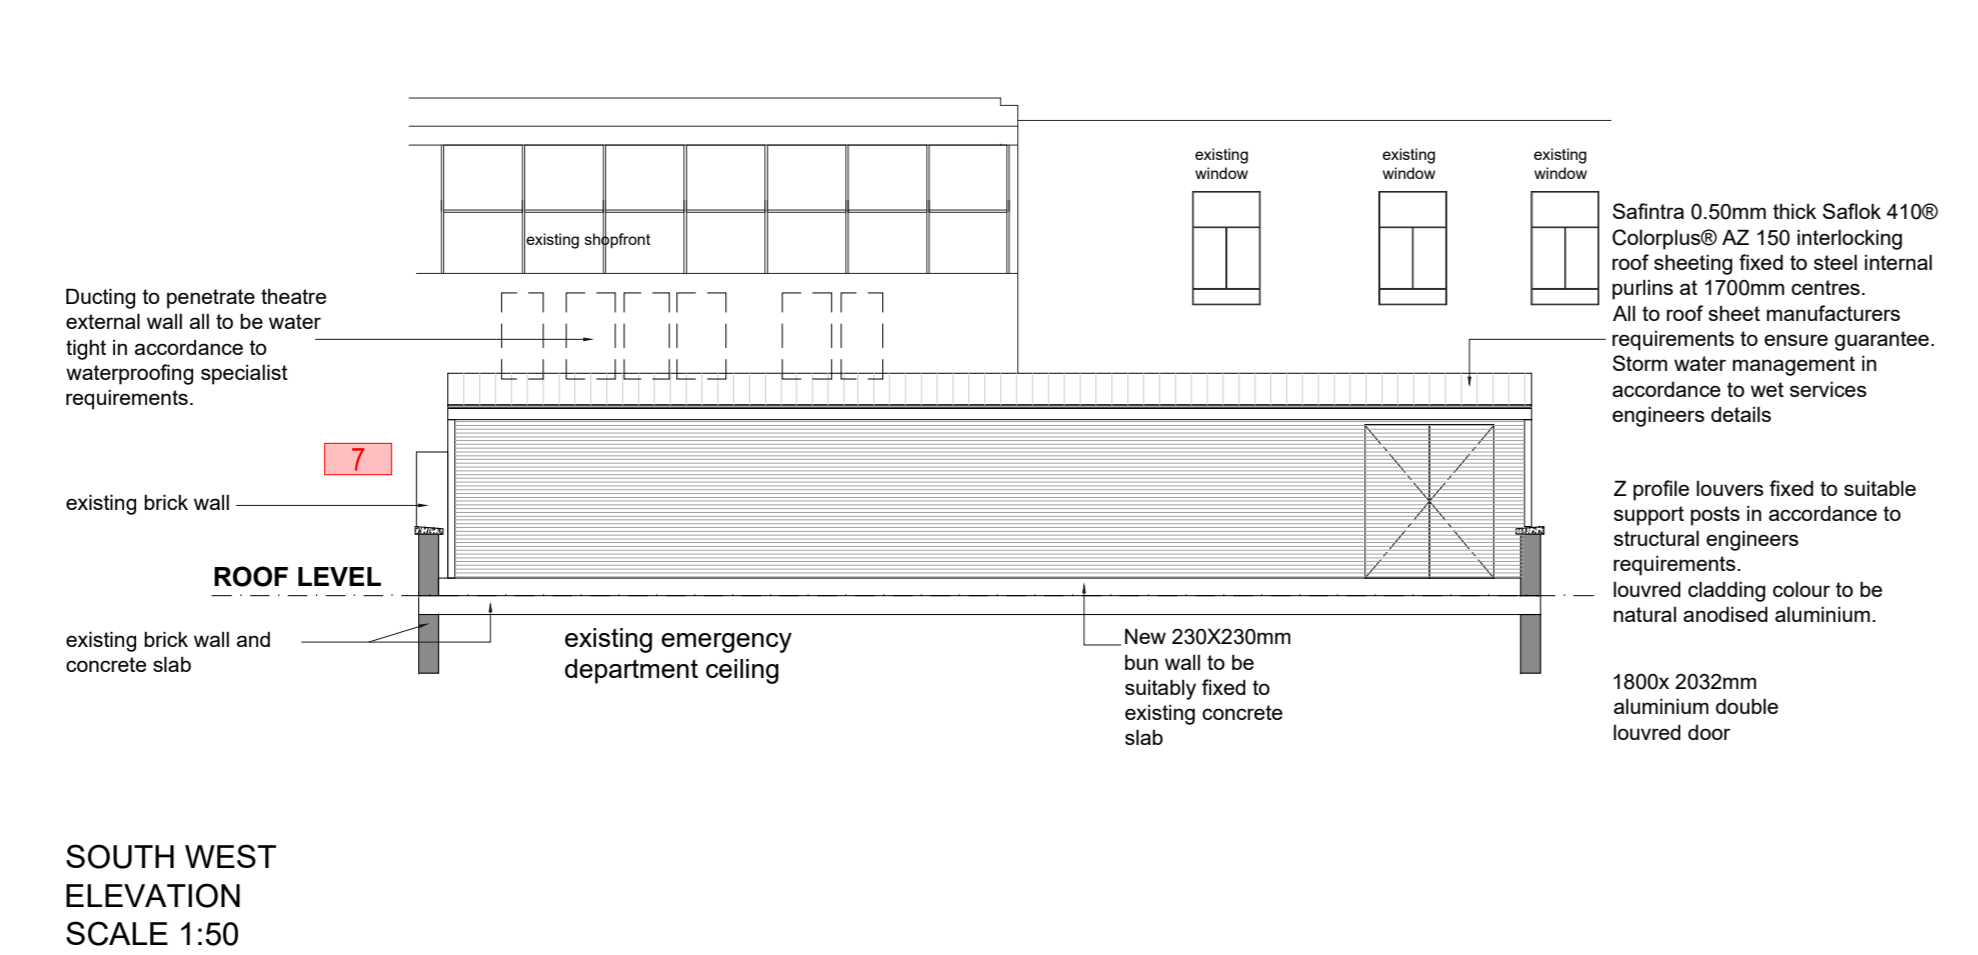 existing
window
existing
window
existing
window
existing shopfront
Safintra 0.50mm thick Saflok 410®
Colorplus® AZ 150 interlocking
roof sheeting fixed to steel internal
purlins at 1700mm centres.
All to roof sheet manufacturers
requirements to ensure guarantee.
Storm water management in
accordance to wet services
engineers details
Ducting to penetrate theatre
external wall all to be water
tight in accordance to
waterproofing specialist
requirements.
7
existing brick wall
Z profile louvers fixed to suitable
support posts in accordance to
structural engineers
requirements.
louvred cladding colour to be
natural anodised aluminium.
ROOF LEVEL
existing brick wall and
concrete slab
existing emergency
department ceiling
New 230X230mm
bun wall to be
suitably fixed to
existing concrete
slab
1800x 2032mm
aluminium double
louvred door
SOUTH WEST
ELEVATION
SCALE 1:50